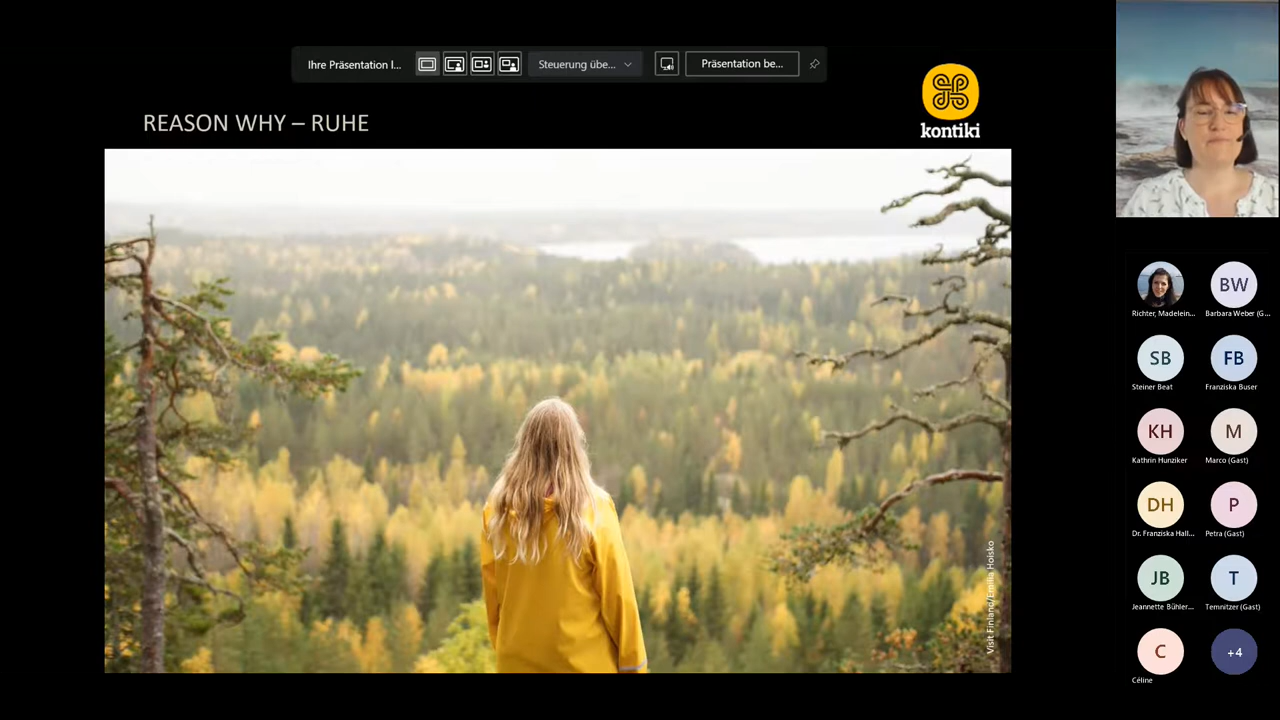 Ihre Präsentation l...
Steuerung übe...
Präsentation be...
REASON WHY – RUHE
kontiki
Visit Finland/Emilia Hoisko
Richter, Madelein...
BW
Barbara Weber (G...
SB
Steiner Beat
FB
Franziska Buser
KH
Kathrin Hunziker
M
Marco (Gast)
DH
Dr. Franziska Hall...
P
Petra (Gast)
JB
Jeannette Bühler...
T
Temnitzer (Gast)
C
Céline
+4